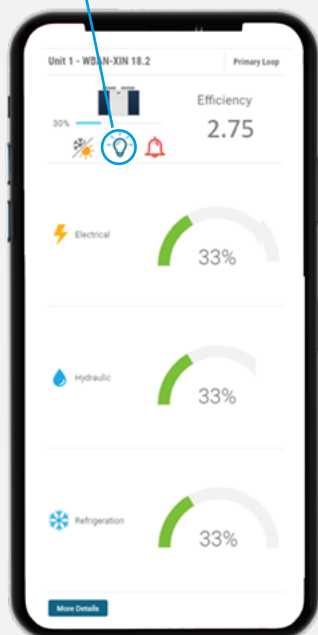 Unit 1 - WBAN-XIN 18.2
Primary Loop
Efficiency
30%
2.75
Electrical
33%
Hydraulic
33%
Refrigeration
33%
More Details